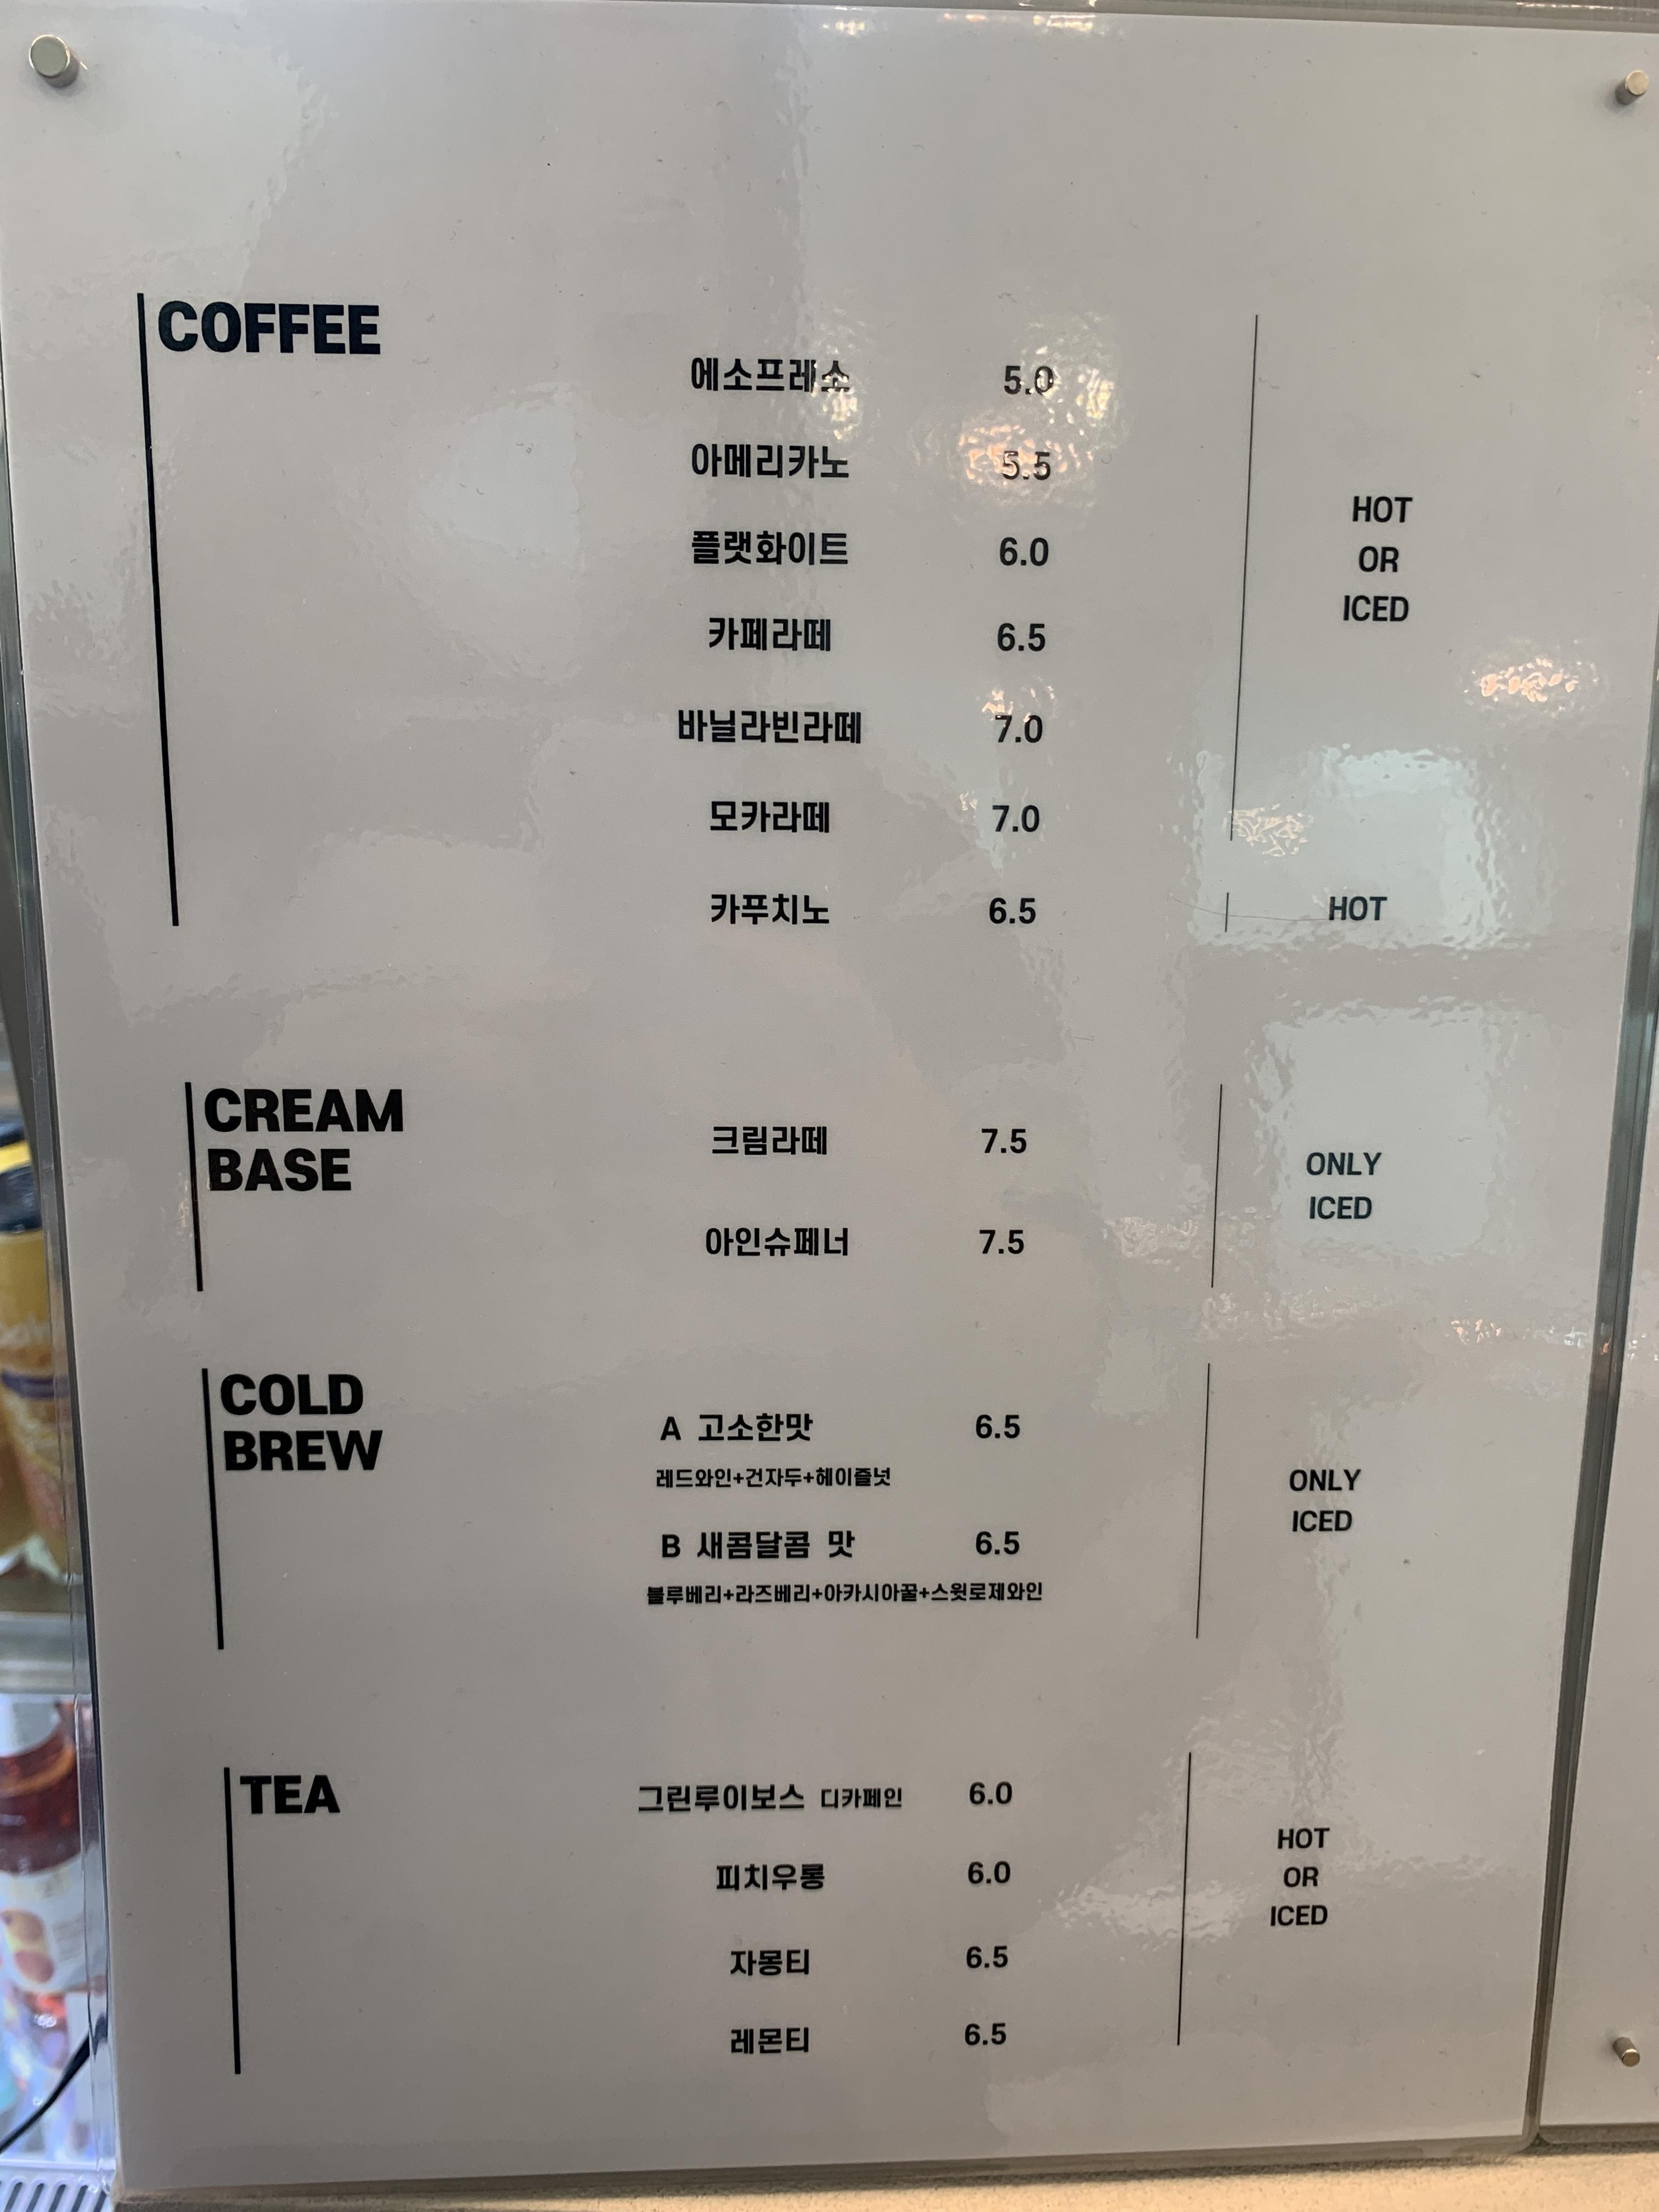 COFFEE
에소프레소 5.0
아메리카노 5.5
플랫화이트 6.0
카페라떼 6.5
바닐라빈라떼 7.0
모카라떼 7.0
HOT
OR
ICED
카푸치노 6.5 HOT
CREAM
BASE
크림라떼 7.5
아인슈페너 7.5
ONLY
ICED
COLD
BREW
A 고소한맛 6.5
레드와인+건자두+헤이즐넛
B 새콤달콤 맛 6.5
블루베리+라즈베리+아카시아꿀+스윗로제와인
ONLY
ICED
TEA
그린루이보스 디카페인 6.0
피치우롱 6.0
자몽티 6.5
레몬티 6.5
HOT
OR
ICED